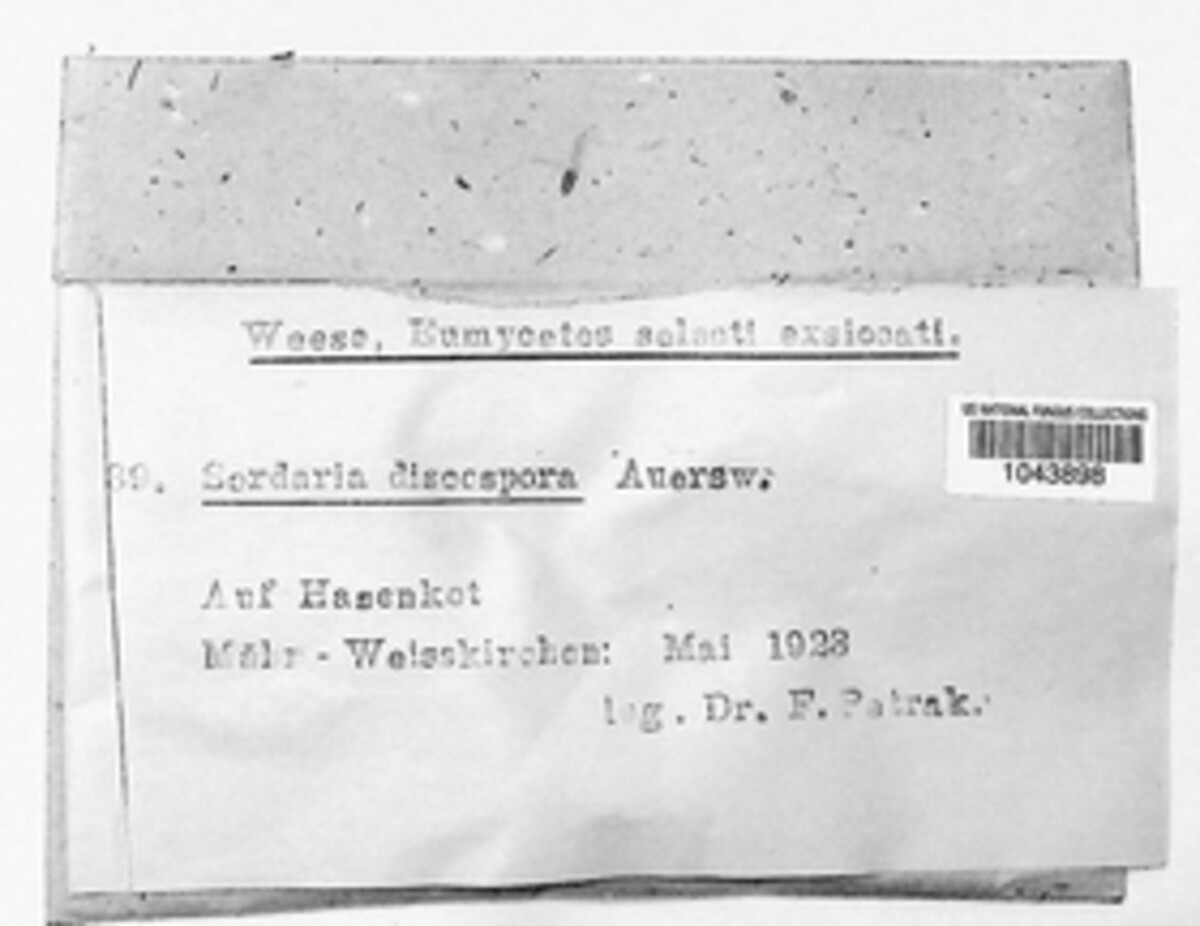 Weese, Eumycetes selecti exsiccati.
US NATIONAL FUNGUS COLLECTIONS
1043898
39. Sordaria discospora Auersw.
Auf Hasenkot
Mähr - Weisskirchen: Mai 1923
leg. Dr. F. Petrak.